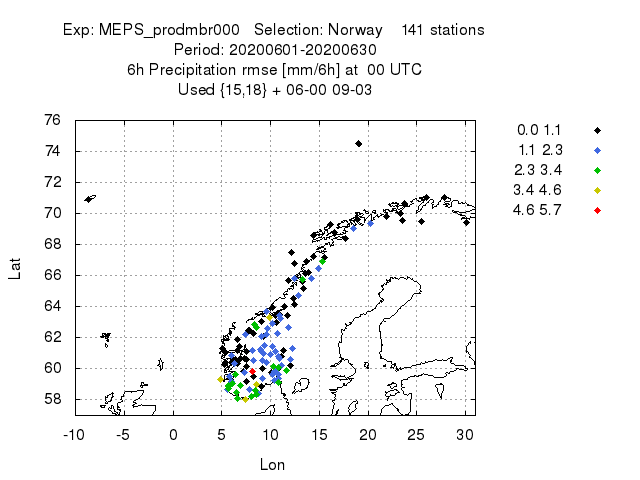 Exp: MEPS_prodmbr000 Selection: Norway 141 stations
Period: 20200601-20200630
6h Precipitation rmse [mm/6h] at 00 UTC
Used {15,18} + 06-00 09-03
76
74
72
70
68
66
64
62
60
58
Lat
-10 -5 0 5 10 15 20 25 30
Lon
0.0 1.1
1.1 2.3
2.3 3.4
3.4 4.6
4.6 5.7